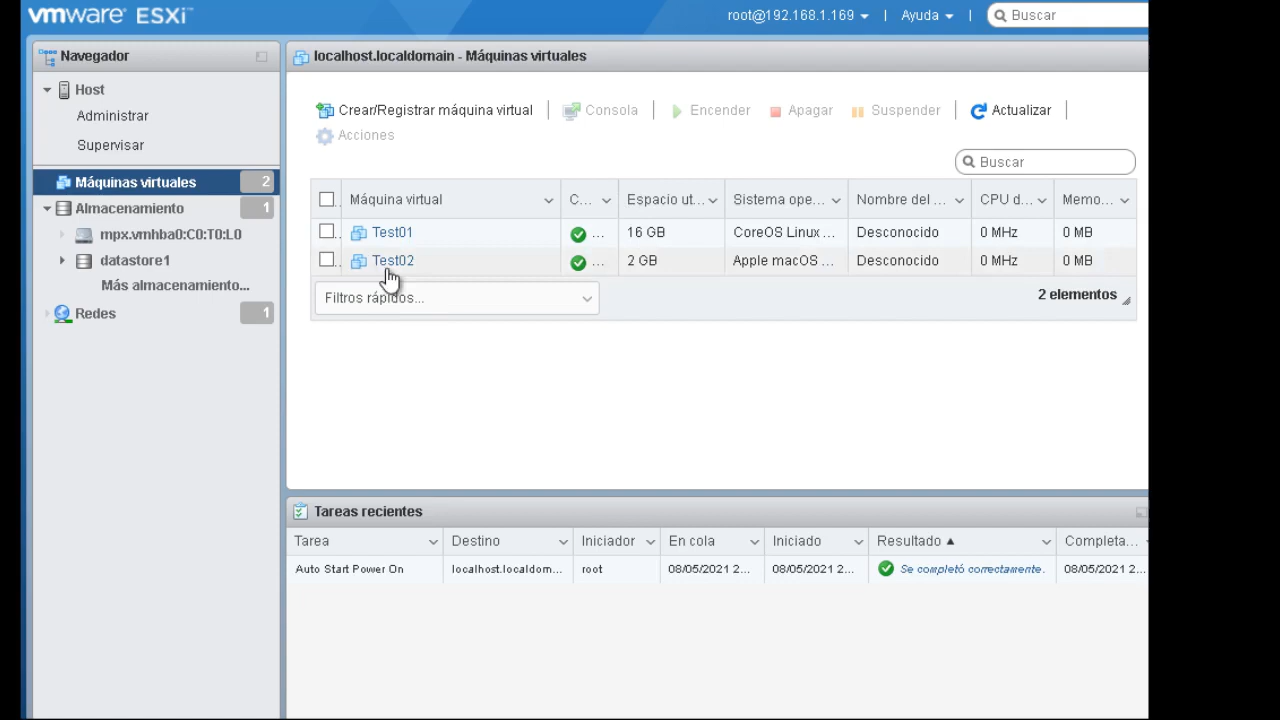 vmware ESXi™
root@192.168.1.169 | Ayuda | Buscar
Navegador
Host
Administrar
Supervisar
Máquinas virtuales 2
Almacenamiento 1
mpx.vmhba0:C0:T0:L0
datastore1
Más almacenamiento...
Redes 1
localhost.localdomain - Máquinas virtuales
Crear/Registrar máquina virtual | Consola | Encender Apagar Suspender | Actualizar |
Acciones
Buscar
Máquina virtual C... Espacio ut... Sistema ope... Nombre del ... CPU d... Memo...
Test01 ... 16 GB CoreOS Linux ... Desconocido 0 MHz 0 MB
Test02 ... 2 GB Apple macOS ... Desconocido 0 MHz 0 MB
Filtros rápidos... 2 elementos
Tareas recientes
Tarea Destino Iniciador En cola Iniciado Resultado ▲ Completa...
Auto Start Power On localhost.localdom... root 08/05/2021 2... 08/05/2021 2... Se completó correctamente. 08/05/2021 2...